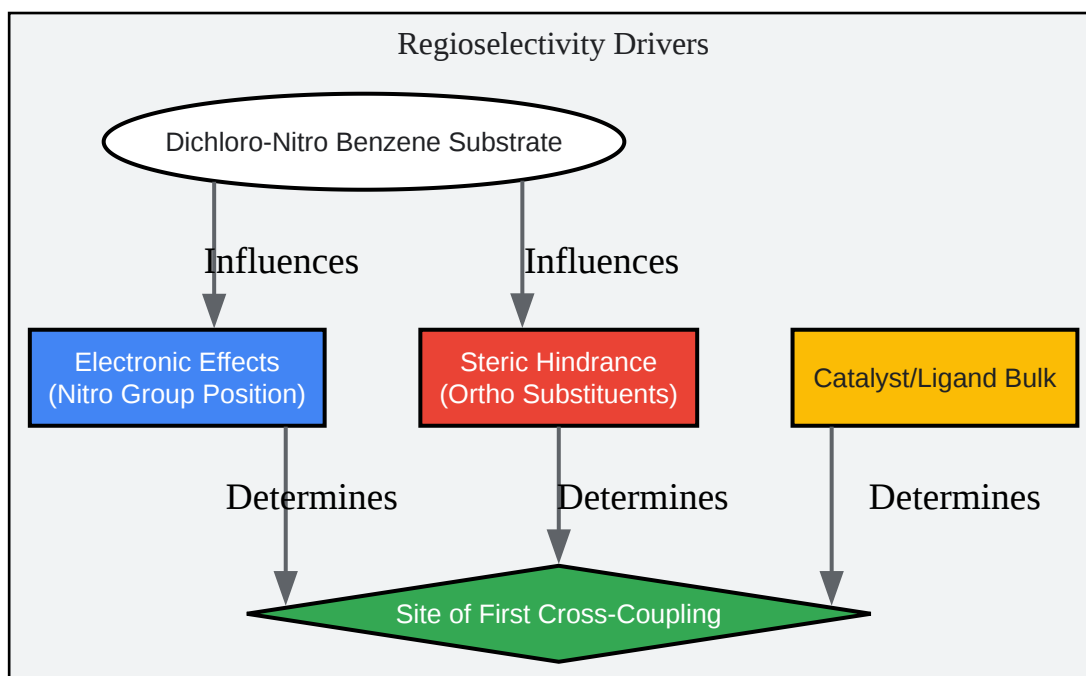 Regioselectivity Drivers
Dichloro-Nitro Benzene Substrate
Influences
Influences
Electronic Effects
(Nitro Group Position)
Steric Hindrance
(Ortho Substituents)
Catalyst/Ligand Bulk
Determines
Determines
Determines
Site of First Cross-Coupling